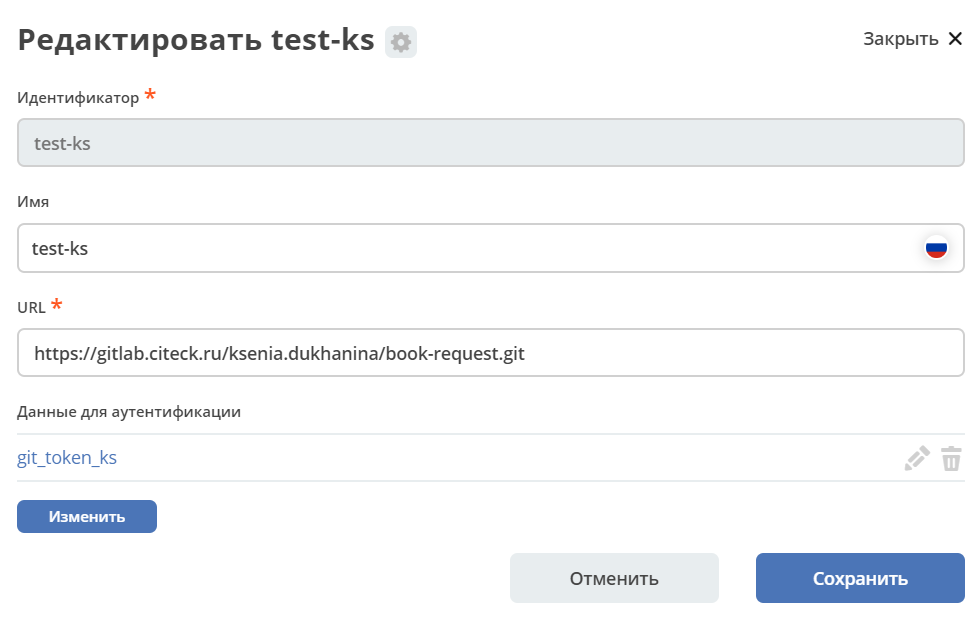 Редактировать test-ks
Закрыть ✕
Идентификатор *
test-ks
Имя
test-ks
URL *
https://gitlab.citeck.ru/ksenia.dukhanina/book-request.git
Данные для аутентификации
git_token_ks
Изменить
Отменить
Сохранить